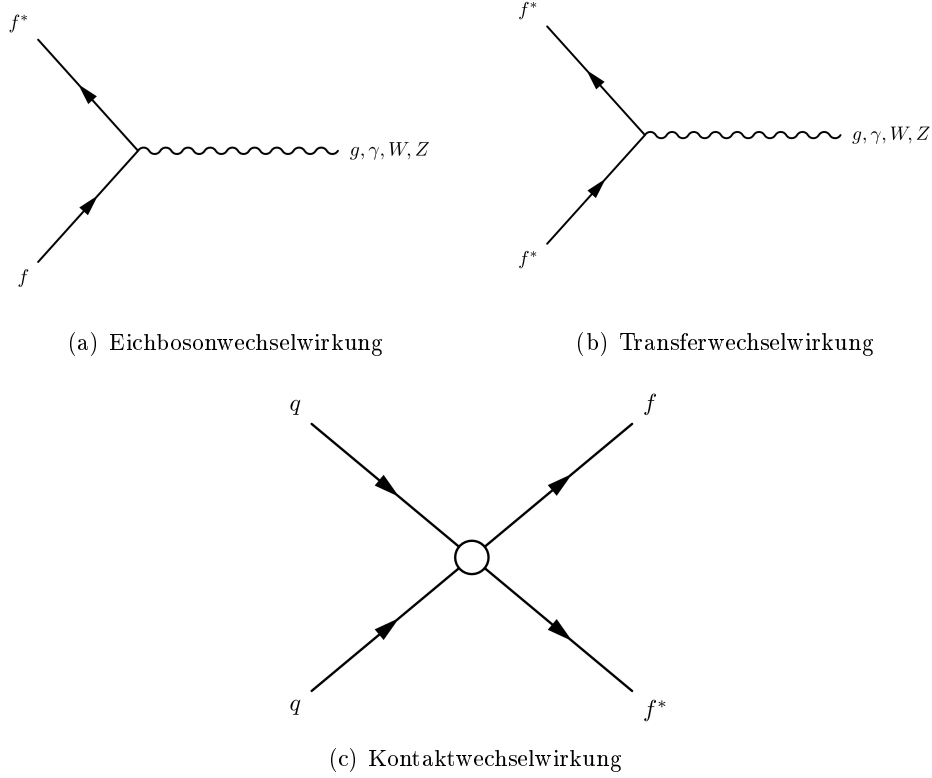 f*
f*
g, γ, W, Z
g, γ, W, Z
f
f*
(a) Eichbosonwechselwirkung
(b) Transferwechselwirkung
q
f
q
f*
(c) Kontaktwechselwirkung